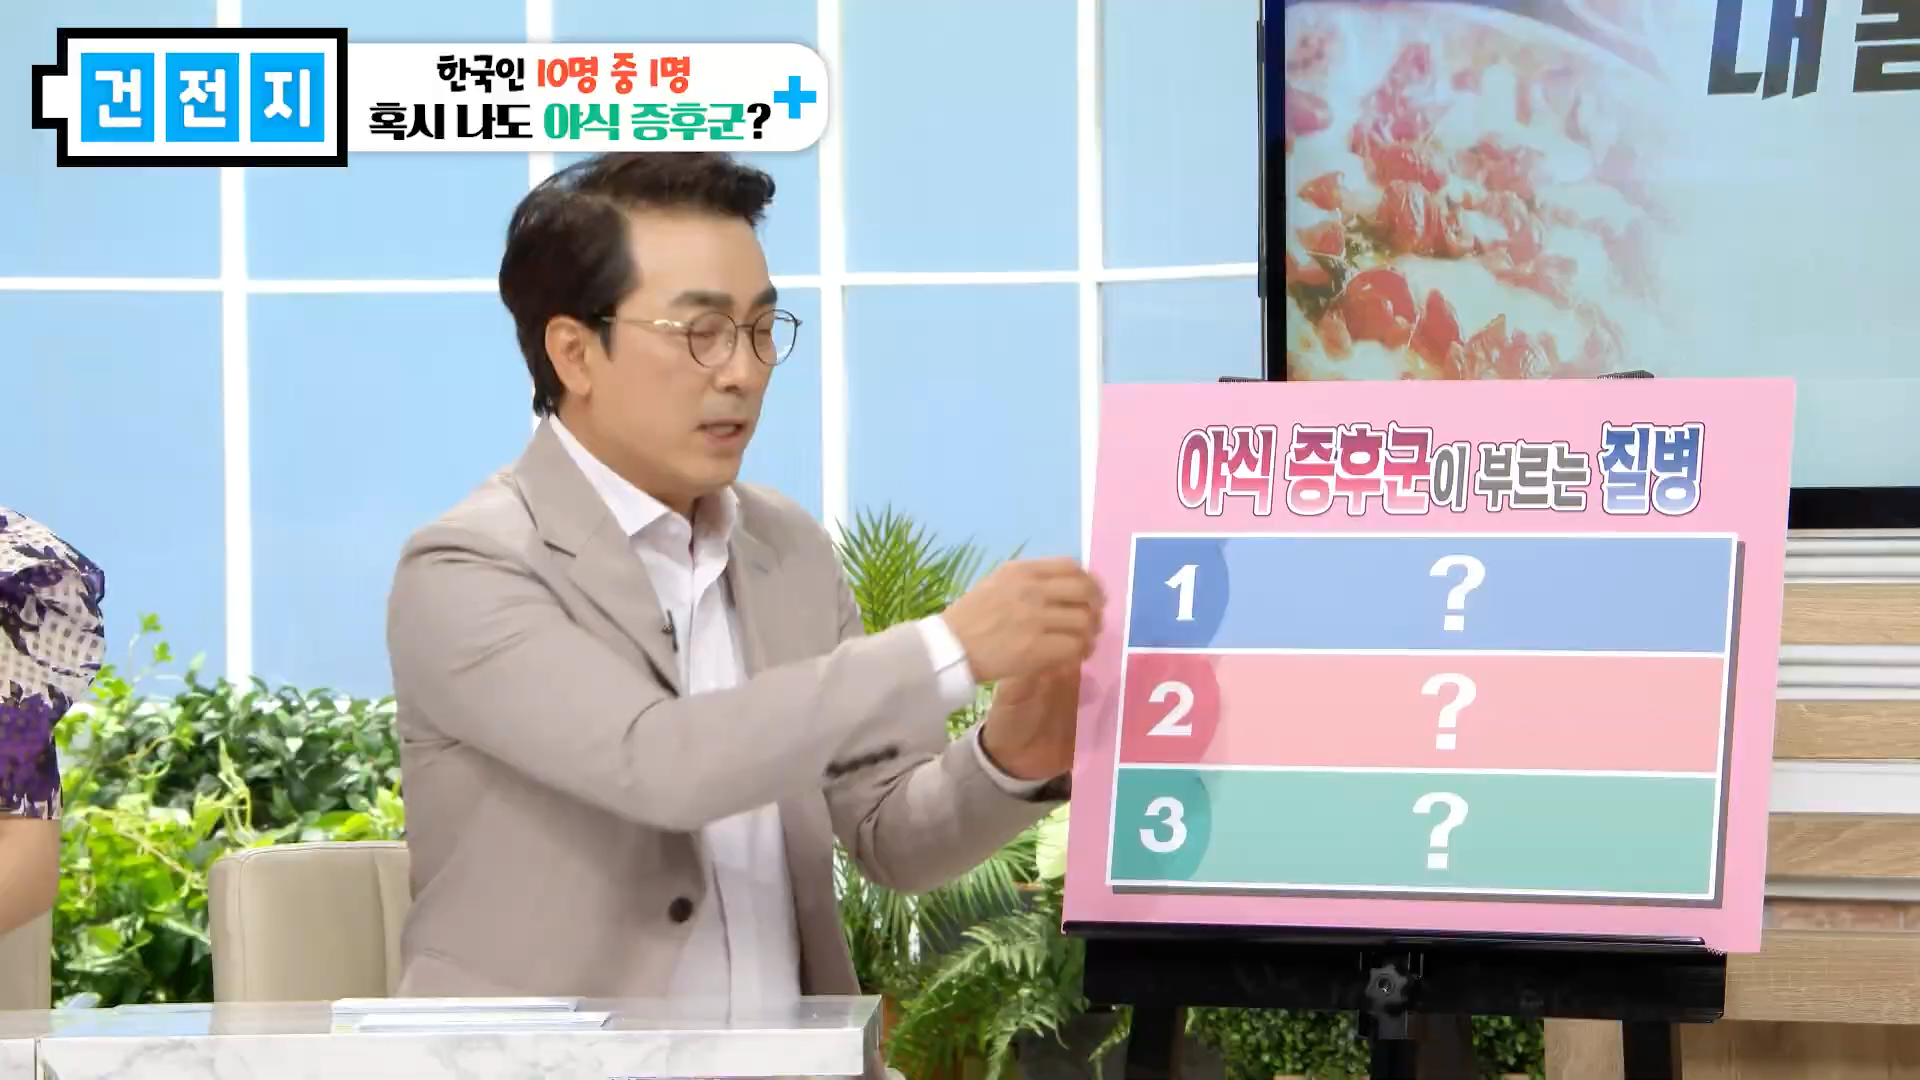 건전지
한국인 10명 중 1명
혹시 나도 야식 증후군?
내
야식 증후군이 부르는 질병
1 ?
2 ?
3 ?